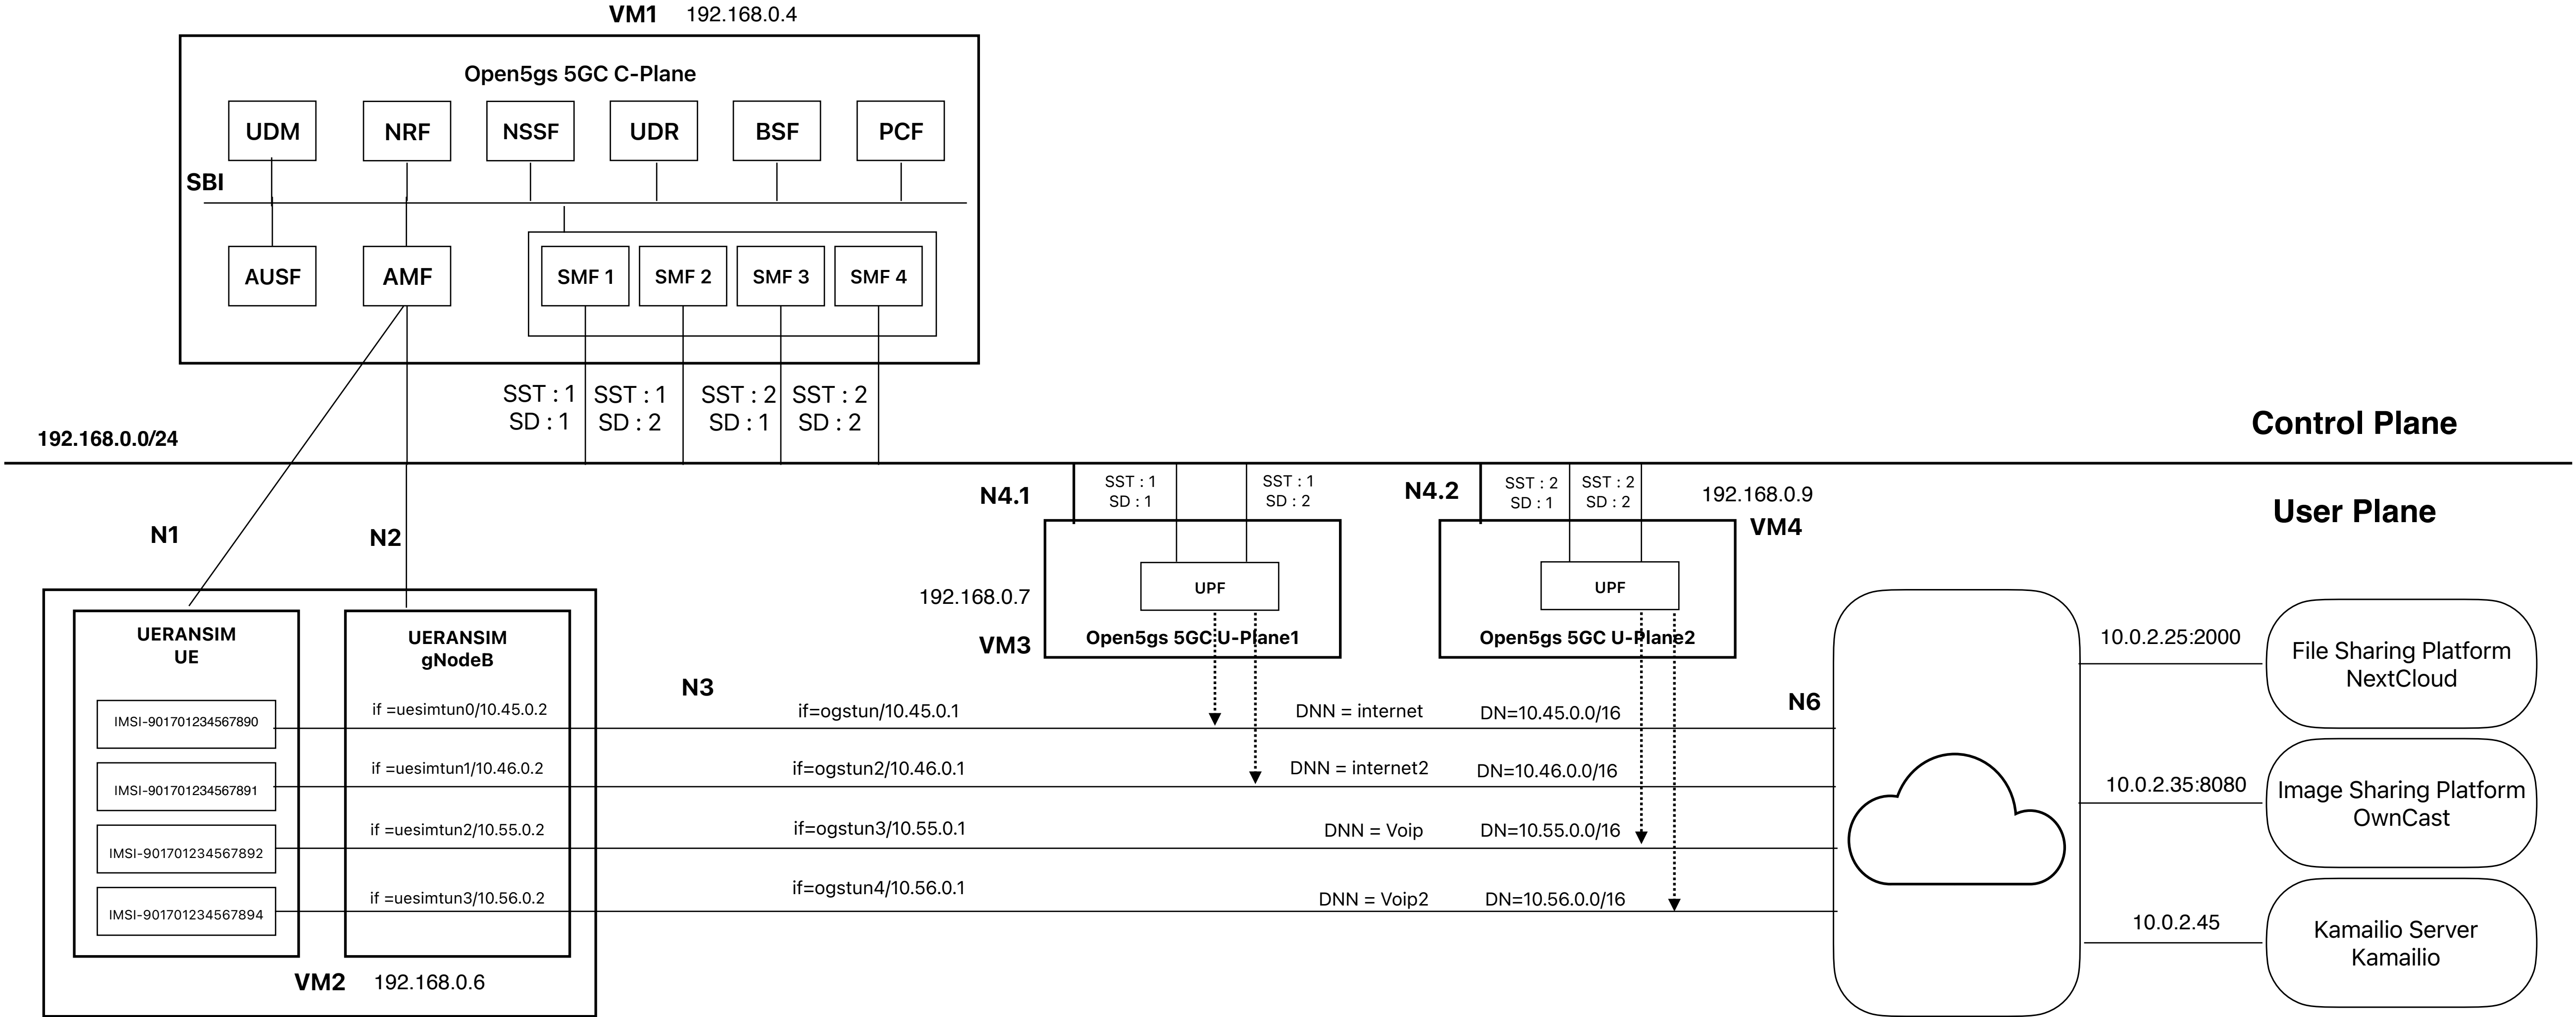 VM1 192.168.0.4
Open5gs 5GC C-Plane
UDM NRF NSSF UDR BSF PCF
SBI
AUSF AMF SMF 1 SMF 2 SMF 3 SMF 4
SST : 1 SST : 1 SST : 2 SST : 2
SD : 1 SD : 2 SD : 1 SD : 2
192.168.0.0/24
Control Plane
User Plane
N1
N2
N4.1
SST : 1 SST : 1
SD : 1 SD : 2
N4.2
SST : 2 SST : 2
SD : 1 SD : 2
192.168.0.9
VM4
UPF
192.168.0.7
VM3
Open5gs 5GC U-Plane1
UPF
Open5gs 5GC U-Plane2
UERANSIM
UE
UERANSIM
gNodeB
N3
N6
IMSI-901701234567890
if =uesimtun0/10.45.0.2
if=ogstun/10.45.0.1
DNN = internet
DN=10.45.0.0/16
IMSI-901701234567891
if =uesimtun1/10.46.0.2
if=ogstun2/10.46.0.1
DNN = internet2
DN=10.46.0.0/16
IMSI-901701234567892
if =uesimtun2/10.55.0.2
if=ogstun3/10.55.0.1
DNN = Voip
DN=10.55.0.0/16
IMSI-901701234567894
if =uesimtun3/10.56.0.2
if=ogstun4/10.56.0.1
DNN = Voip2
DN=10.56.0.0/16
VM2 192.168.0.6
10.0.2.25:2000
File Sharing Platform
NextCloud
10.0.2.35:8080
Image Sharing Platform
OwnCast
10.0.2.45
Kamailio Server
Kamailio